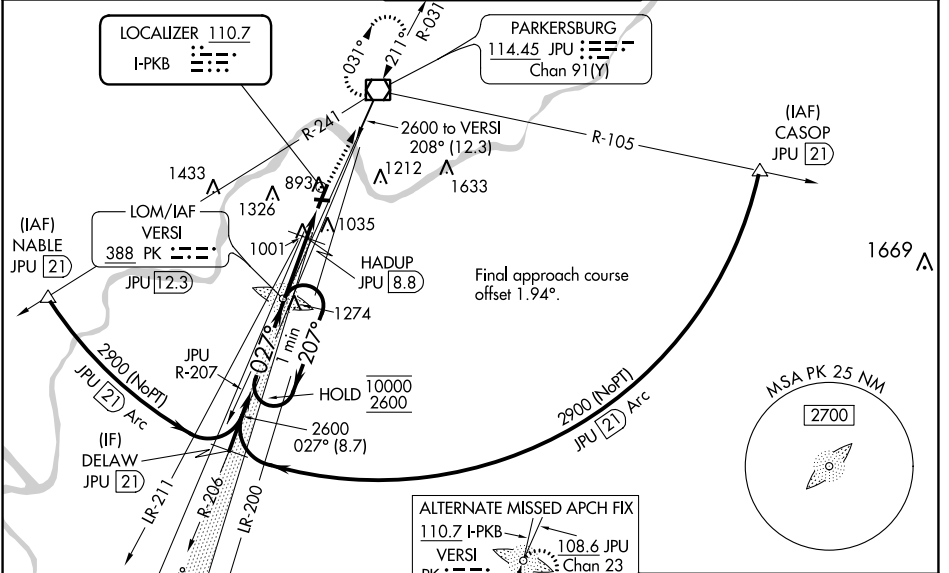 LOCALIZER 110.7
I-PKB
031°
211°
R-031
PARKERSBURG
114.45 JPU
Chan 91(Y)
(IAF)
CASOP
JPU 21
R-241
2600 to VERSI
208° (12.3)
R-105
1433
893
1326
1212
1633
1035
1001
LOM/IAF
VERSI
388 PK
JPU 12.3
(IAF)
NABLE
JPU 21
HADUP
JPU 8.8
Final approach course
offset 1.94°.
1669
1274
027°
1 min
207°
JPU
R-207
2900 (NoPT)
JPU 21 Arc
HOLD 10000
2600
2600
027° (8.7)
2900 (NoPT)
JPU 21 Arc
(IF)
DELAW
JPU 21
LR-211
R-206
LR-200
MSA PK 25 NM
2700
ALTERNATE MISSED APCH FIX
110.7 I-PKB
VERSI
PK
108.6 JPU
Chan 23